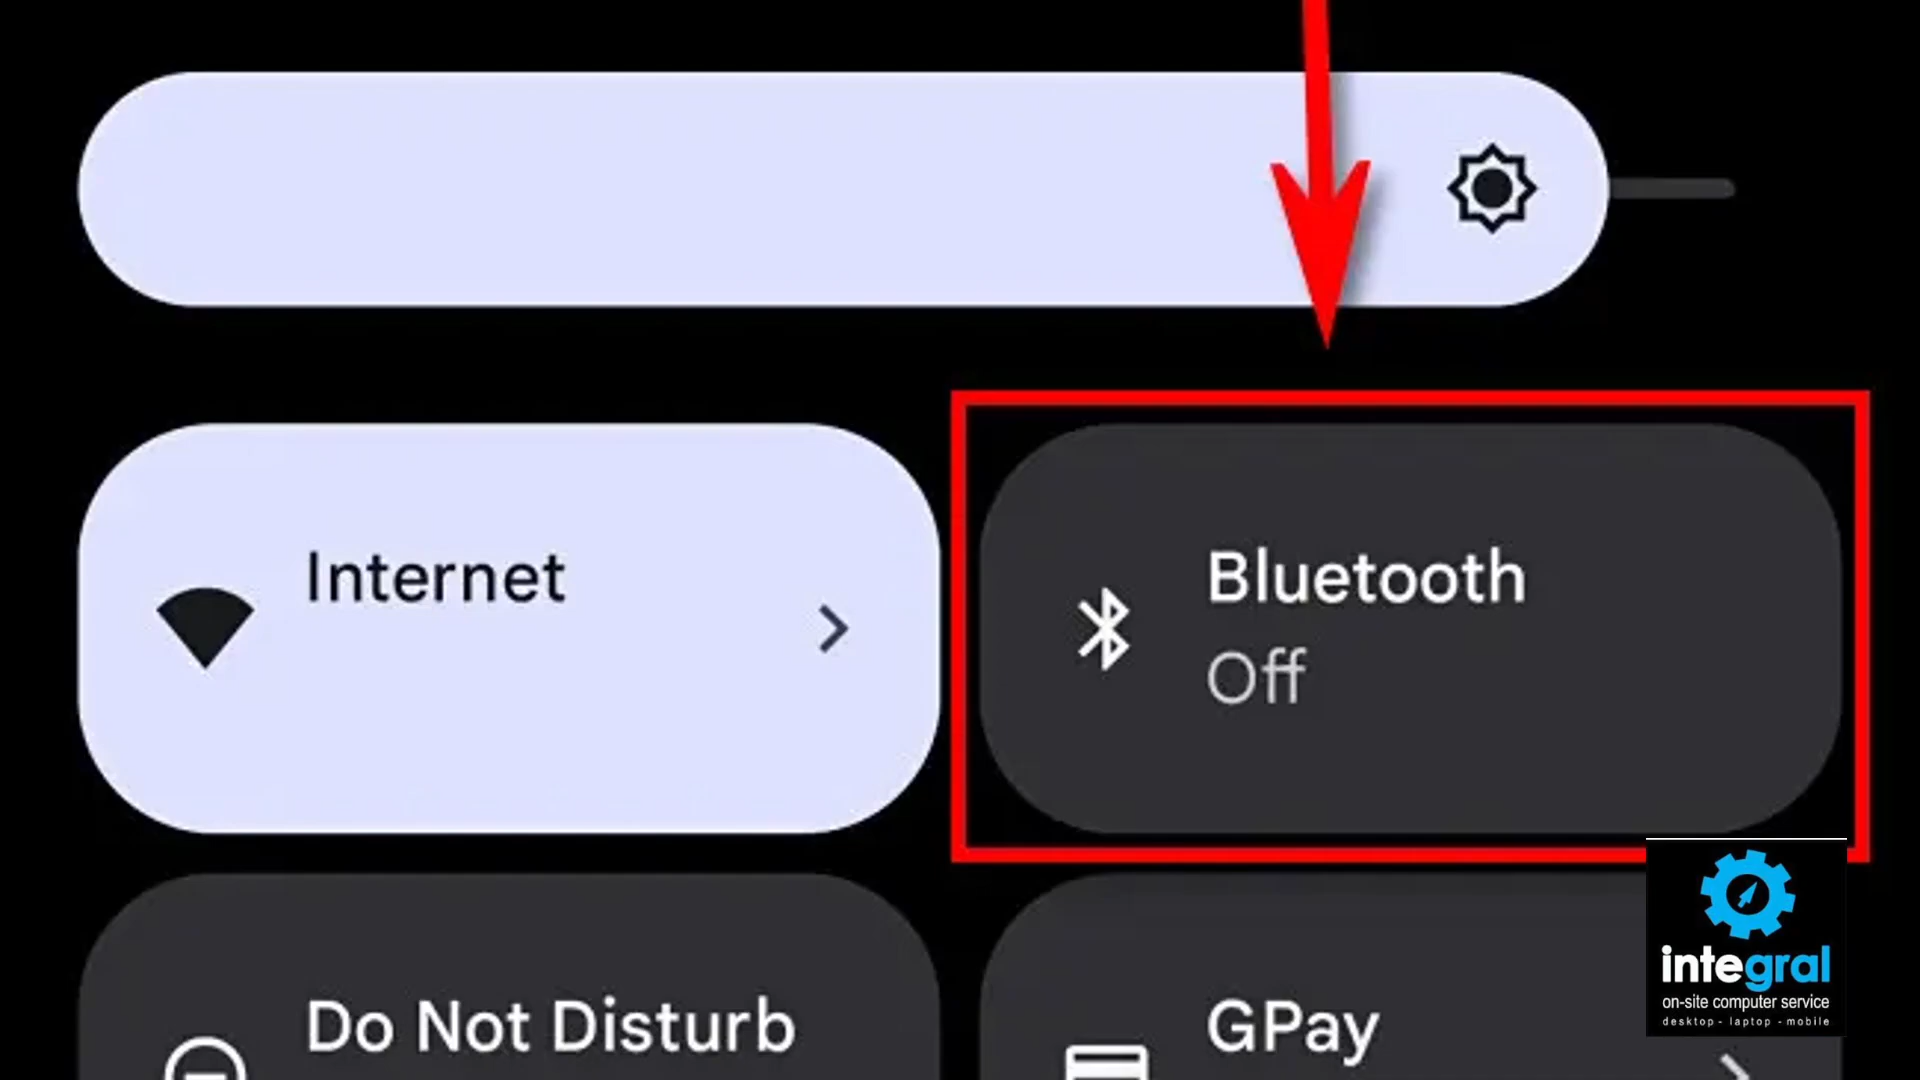 Internet
Bluetooth
Off
Do Not Disturb
GPay
integral
on-site computer service
desktop - laptop - mobile